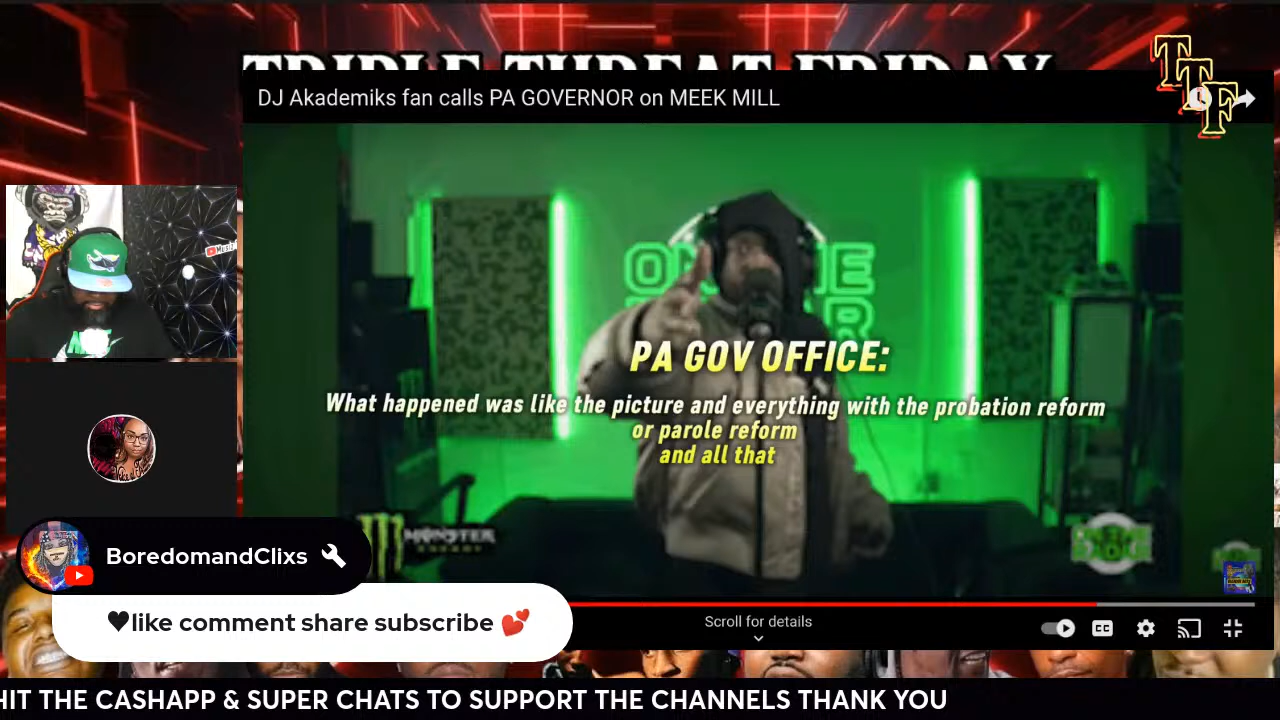 TRIPLE THREAT FRIDAY
TTF
DJ Akademiks fan calls PA GOVERNOR on MEEK MILL
PA GOV OFFICE:
What happened was like the picture and everything with the probation reform
or parole reform
and all that
MONSTER
ENERGY
BoredomandClixs
♥like comment share subscribe 💕
Scroll for details
CC
HIT THE CASHAPP & SUPER CHATS TO SUPPORT THE CHANNELS THANK YOU